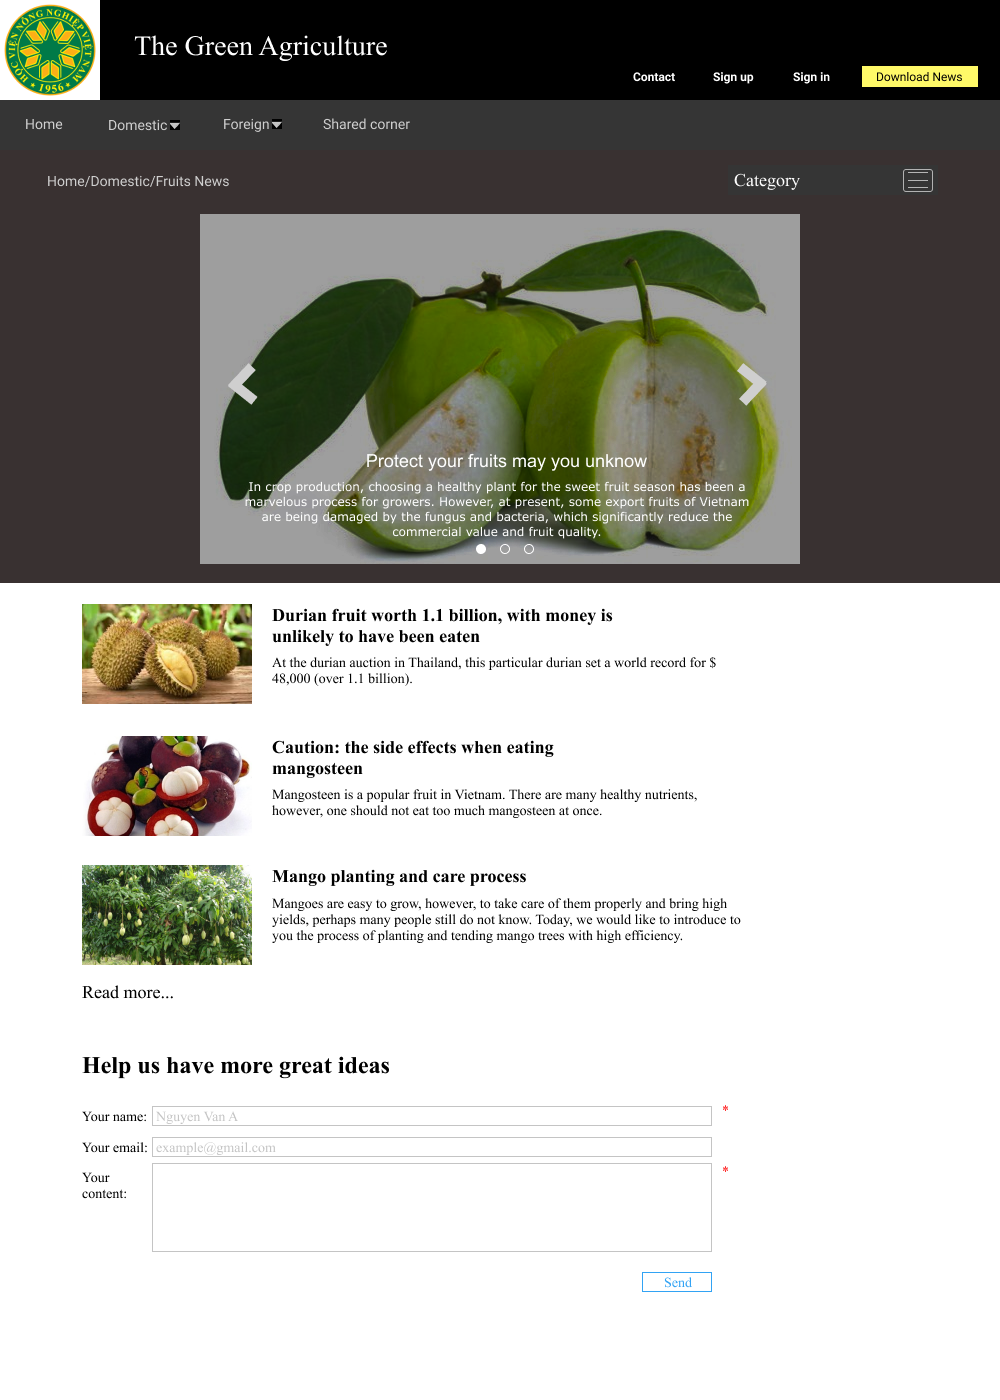 HỌC VIỆN NÔNG NGHIỆP VIỆT NAM
★ 1956 ★
The Green Agriculture
Contact Sign up Sign in Download News
Home Domestic Foreign Shared corner
Home/Domestic/Fruits News
Category
Protect your fruits may you unknow
In crop production, choosing a healthy plant for the sweet fruit season has been a
marvelous process for growers. However, at present, some export fruits of Vietnam
are being damaged by the fungus and bacteria, which significantly reduce the
commercial value and fruit quality.
Durian fruit worth 1.1 billion, with money is
unlikely to have been eaten
At the durian auction in Thailand, this particular durian set a world record for $
48,000 (over 1.1 billion).
Caution: the side effects when eating
mangosteen
Mangosteen is a popular fruit in Vietnam. There are many healthy nutrients,
however, one should not eat too much mangosteen at once.
Mango planting and care process
Mangoes are easy to grow, however, to take care of them properly and bring high
yields, perhaps many people still do not know. Today, we would like to introduce to
you the process of planting and tending mango trees with high efficiency.
Read more...
Help us have more great ideas
Your name: Nguyen Van A *
Your email: example@gmail.com
Your *
content:
Send